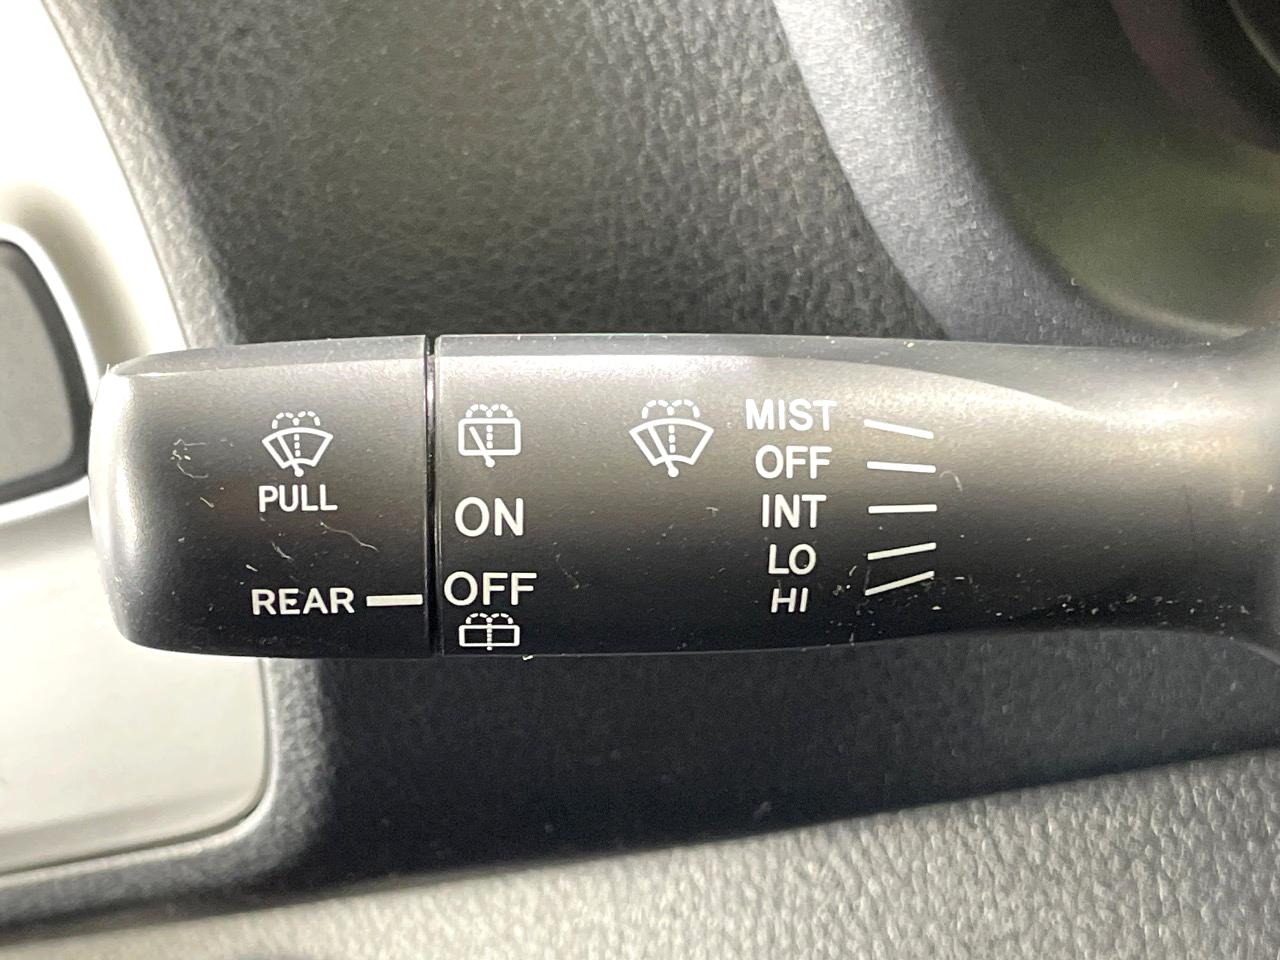 PULL
REAR
ON
OFF
MIST
OFF
INT
LO
HI